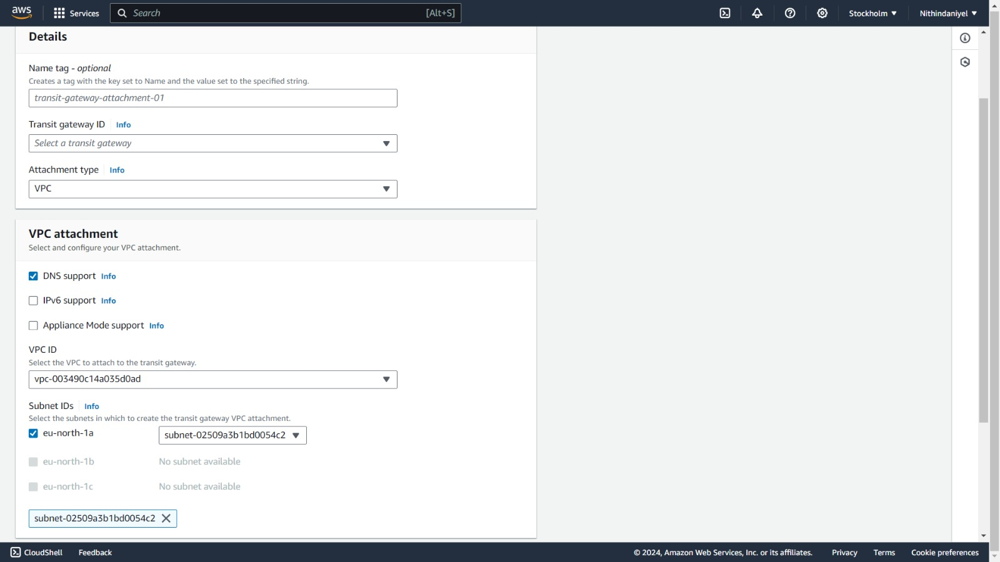 aws
Services
Search
[Alt+S]
Stockholm
Nithindaniyel
Details
Name tag - optional
Creates a tag with the key set to Name and the value set to the specified string.
transit-gateway-attachment-01
Transit gateway ID
Info
Select a transit gateway
Attachment type
Info
VPC
VPC attachment
Select and configure your VPC attachment.
DNS support
Info
IPv6 support
Info
Appliance Mode support
Info
VPC ID
Select the VPC to attach to the transit gateway.
vpc-003490c14a035d0ad
Subnet IDs
Info
Select the subnets in which to create the transit gateway VPC attachment.
eu-north-1a
subnet-02509a3b1bd0054c2
eu-north-1b
No subnet available
eu-north-1c
No subnet available
subnet-02509a3b1bd0054c2
CloudShell
Feedback
© 2024, Amazon Web Services, Inc. or its affiliates.
Privacy
Terms
Cookie preferences